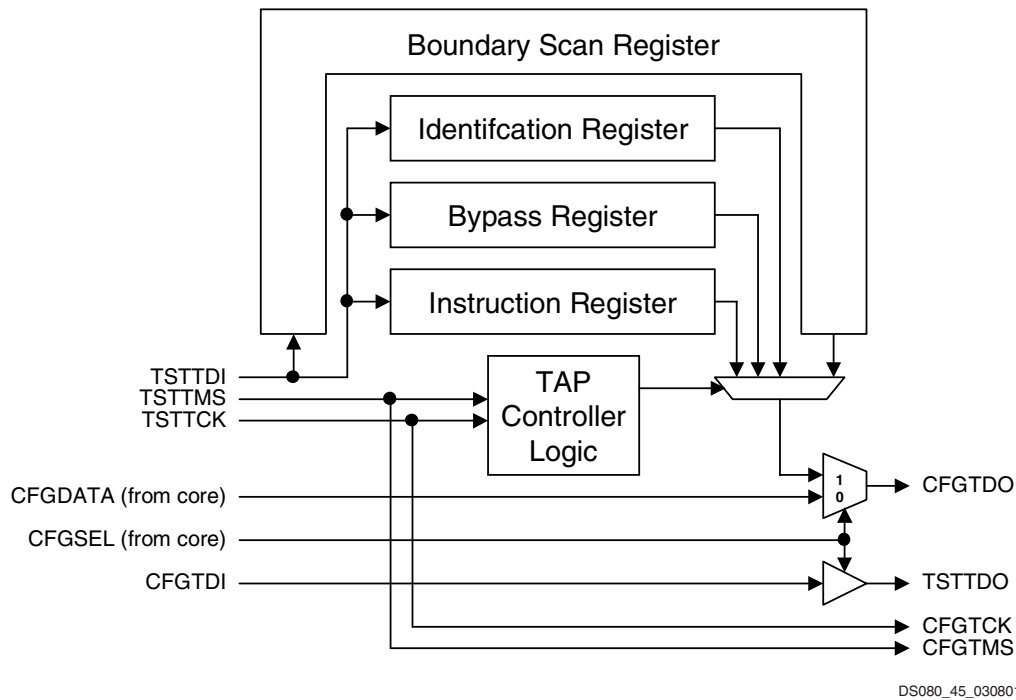 Boundary Scan Register
Identifcation Register
Bypass Register
Instruction Register
TSTTDI
TSTTMS
TSTTCK
TAP
Controller
Logic
CFGDATA (from core)
1
0
CFGTDO
CFGSEL (from core)
CFGTDI
TSTTDO
CFGTCK
CFGTMS
DS080_45_030801